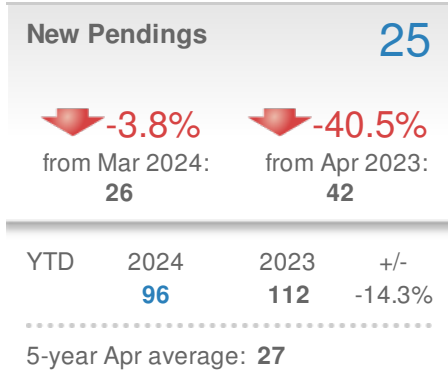 New Pendings 25
-3.8% -40.5%
from Mar 2024: from Apr 2023:
26 42
YTD 2024 2023 +/-
96 112 -14.3%
5-year Apr average: 27